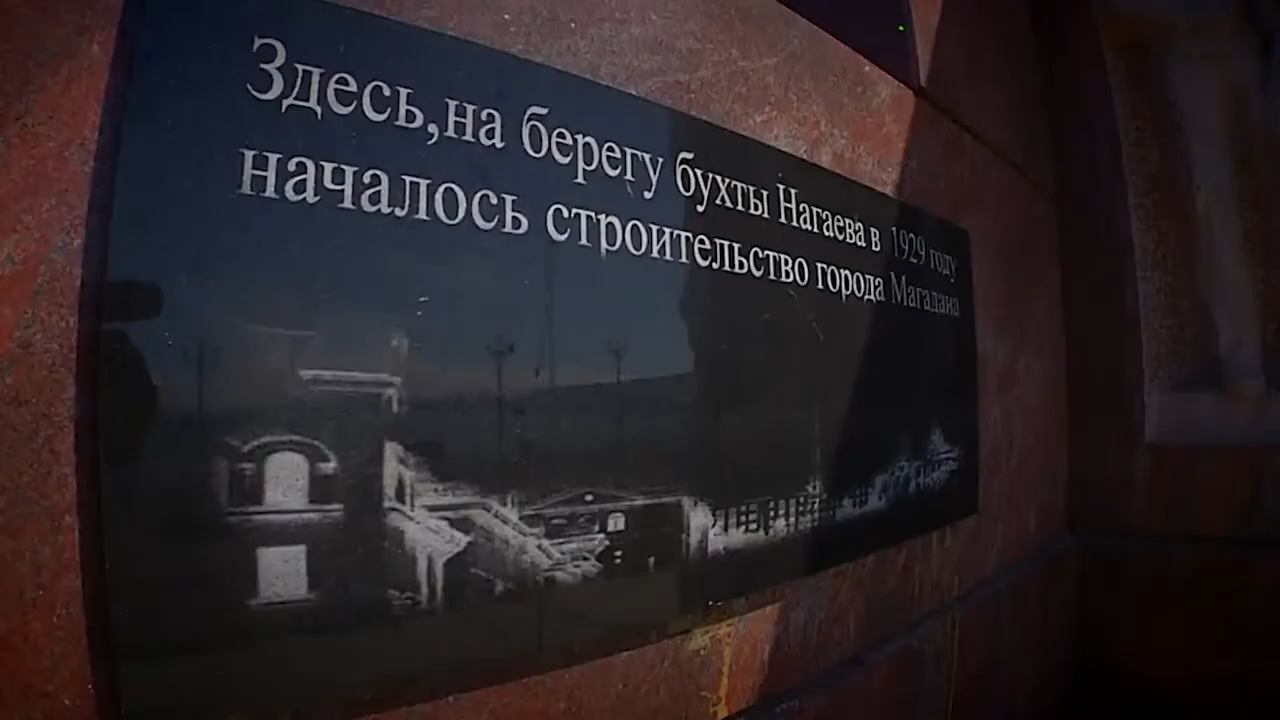 Здесь,на берегу бухты Нагаева в 1929 году
началось строительство города Магадана